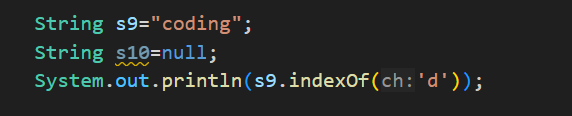 String s9="coding";
String s10=null;
System.out.println(s9.indexOf(ch:'d'));